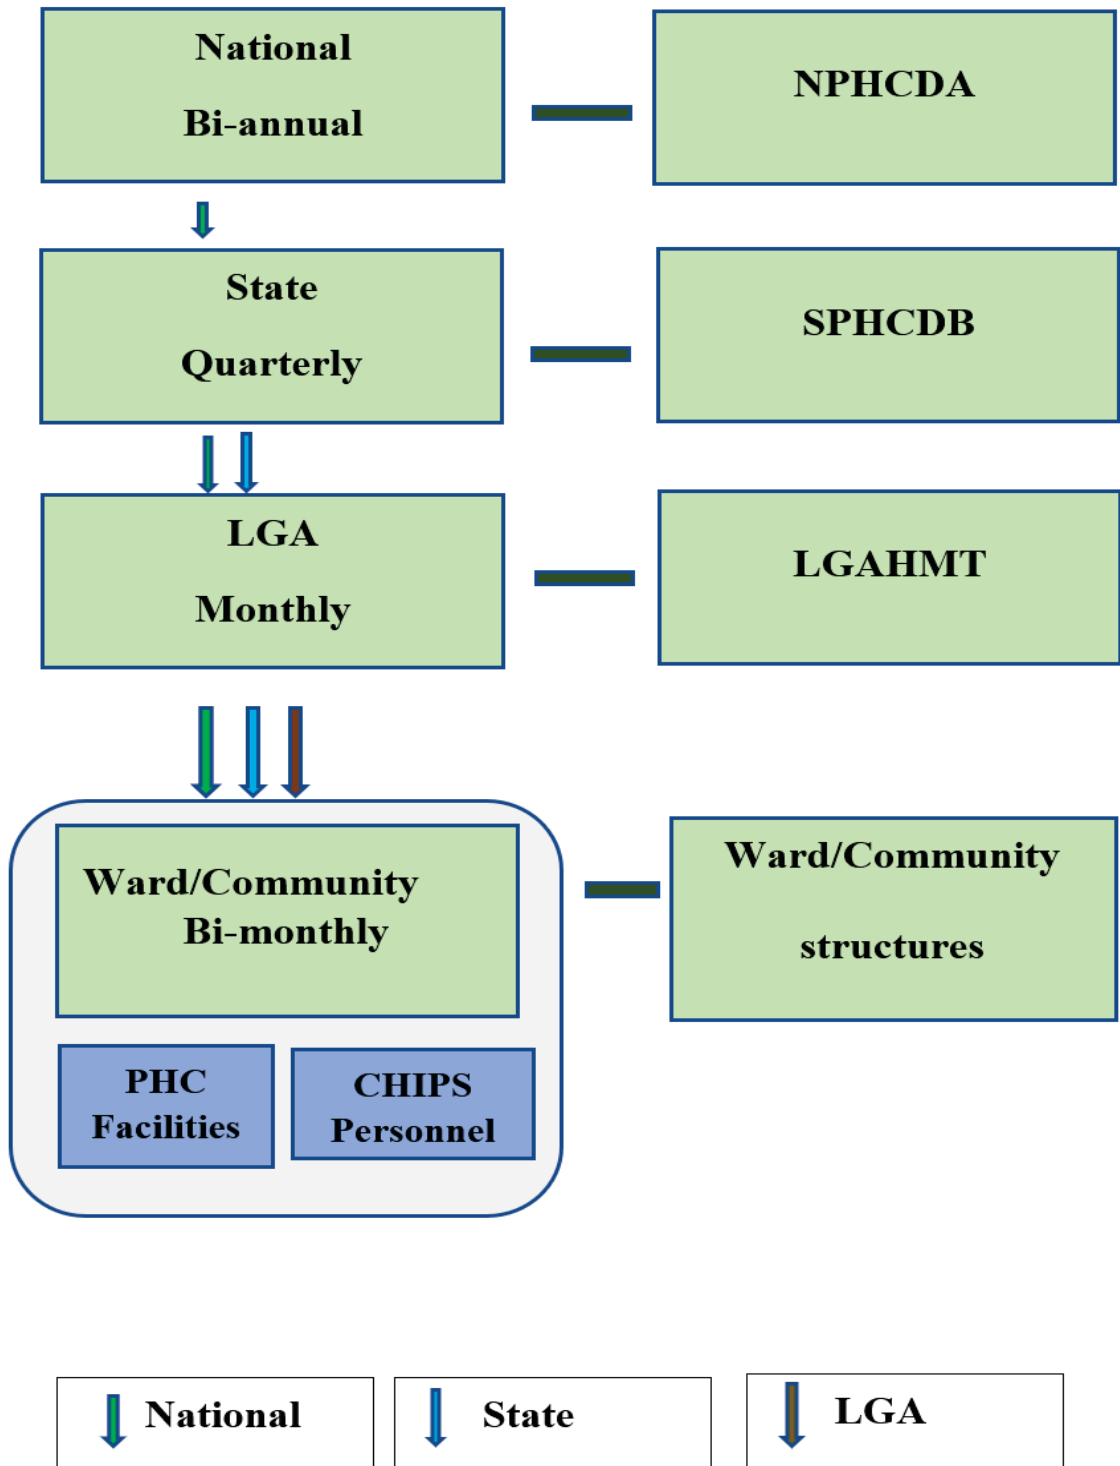 National
Bi-annual
NPHCDA
State
Quarterly
SPHCDB
LGA
Monthly
LGAHMT
Ward/Community
Bi-monthly
Ward/Community
structures
PHC
Facilities
CHIPS
Personnel
National
State
LGA